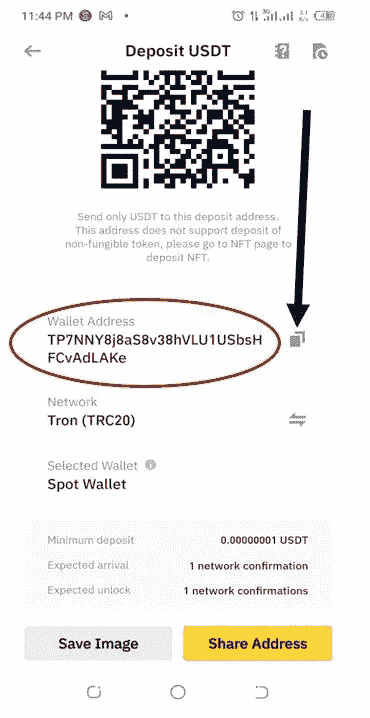 11:44 PM
Deposit USDT
Send only USDT to this deposit address.
This address does not support deposit of
non-fungible token, please go to NFT page to
deposit NFT.
Wallet Address
TP7NNY8j8aS8v38hVLU1USbsH
FCvAdLAKe
Network
Tron (TRC20)
Selected Wallet
Spot Wallet
Minimum deposit 0.00000001 USDT
Expected arrival 1 network confirmation
Expected unlock 1 network confirmations
Save Image Share Address